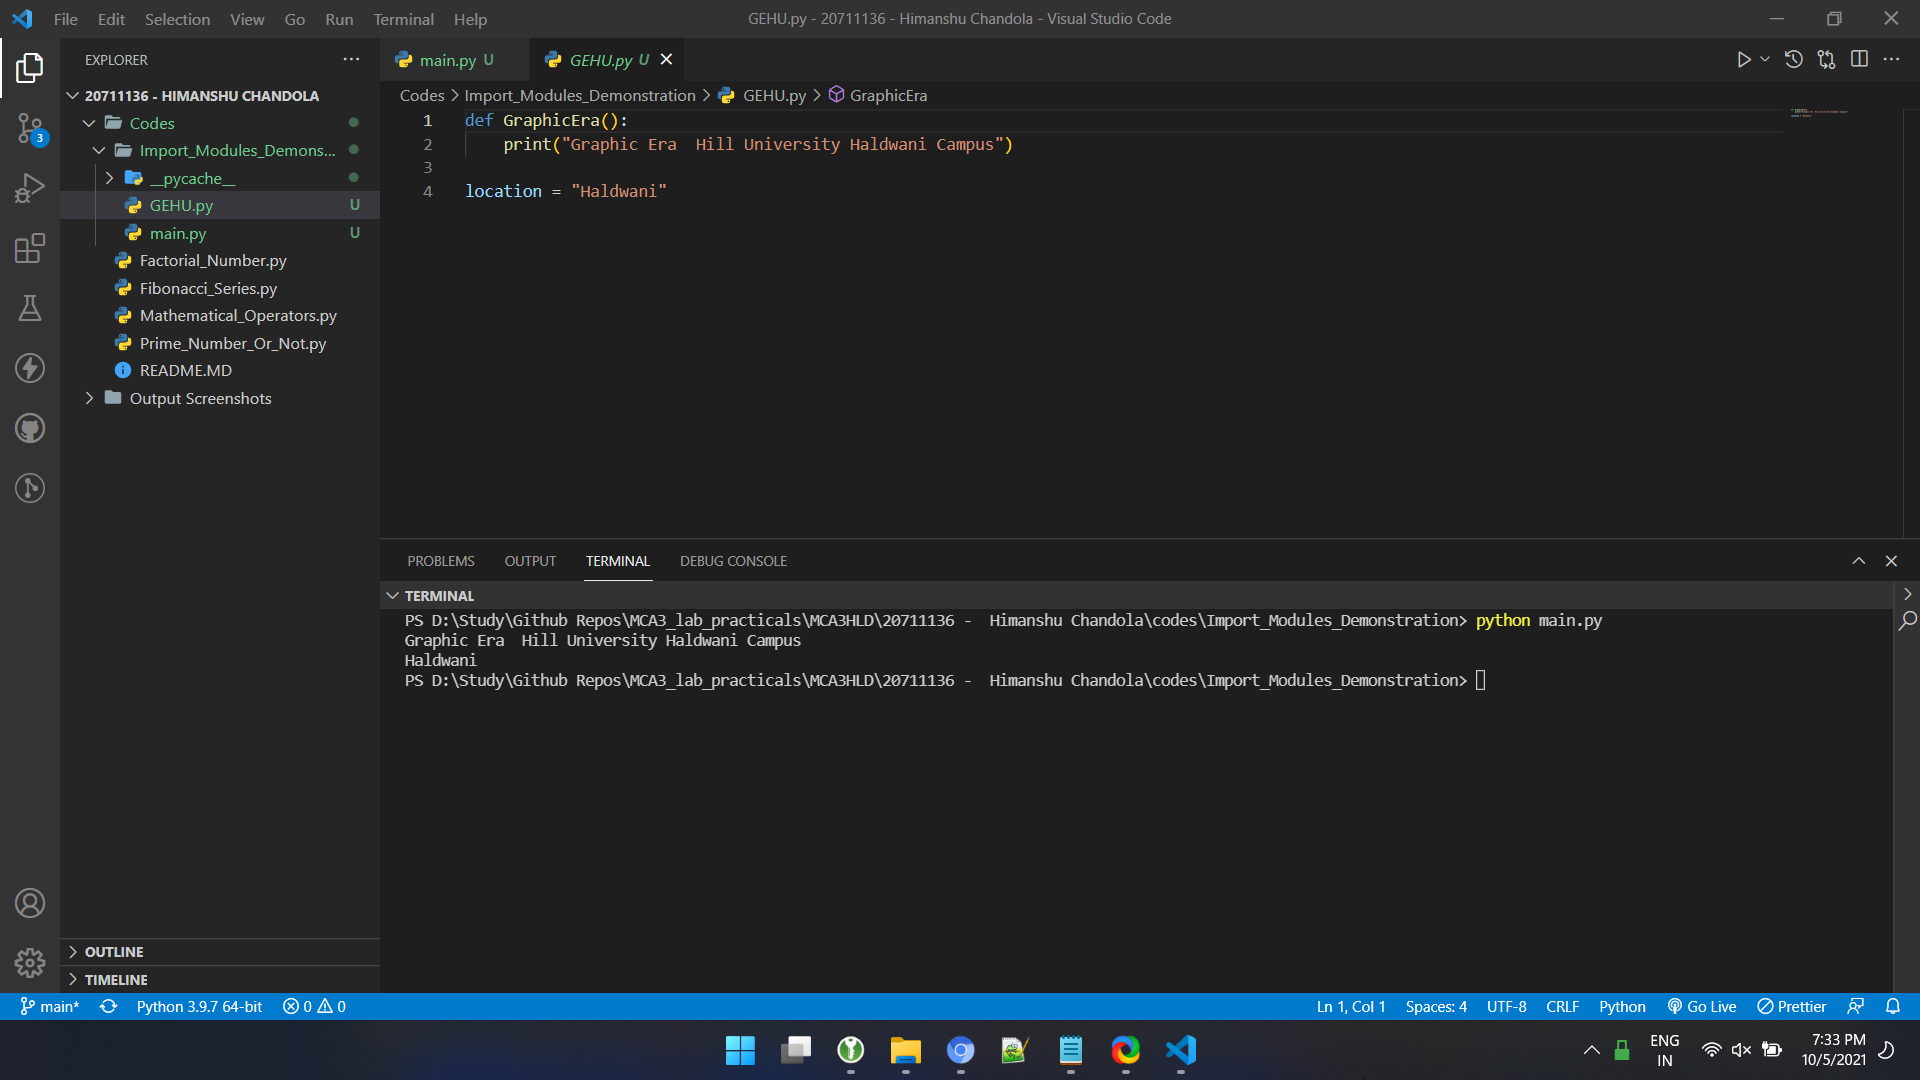 File Edit Selection View Go Run Terminal Help
GEHU.py - 20711136 - Himanshu Chandola - Visual Studio Code
EXPLORER
20711136 - HIMANSHU CHANDOLA
Codes
Import_Modules_Demons...
__pycache__
GEHU.py U
main.py U
Factorial_Number.py
Fibonacci_Series.py
Mathematical_Operators.py
Prime_Number_Or_Not.py
README.MD
Output Screenshots
OUTLINE
TIMELINE
3
main.py U
GEHU.py U
Codes > Import_Modules_Demonstration > GEHU.py > GraphicEra
1 def GraphicEra():
2     print("Graphic Era  Hill University Haldwani Campus")
3
4 location = "Haldwani"
PROBLEMS OUTPUT TERMINAL DEBUG CONSOLE
TERMINAL
PS D:\Study\Github Repos\MCA3_lab_practicals\MCA3HLD\20711136 -  Himanshu Chandola\codes\Import_Modules_Demonstration> python main.py
Graphic Era  Hill University Haldwani Campus
Haldwani
PS D:\Study\Github Repos\MCA3_lab_practicals\MCA3HLD\20711136 -  Himanshu Chandola\codes\Import_Modules_Demonstration>
main* Python 3.9.7 64-bit 0 0 Ln 1, Col 1 Spaces: 4 UTF-8 CRLF Python Go Live Prettier
ENG
IN
7:33 PM
10/5/2021